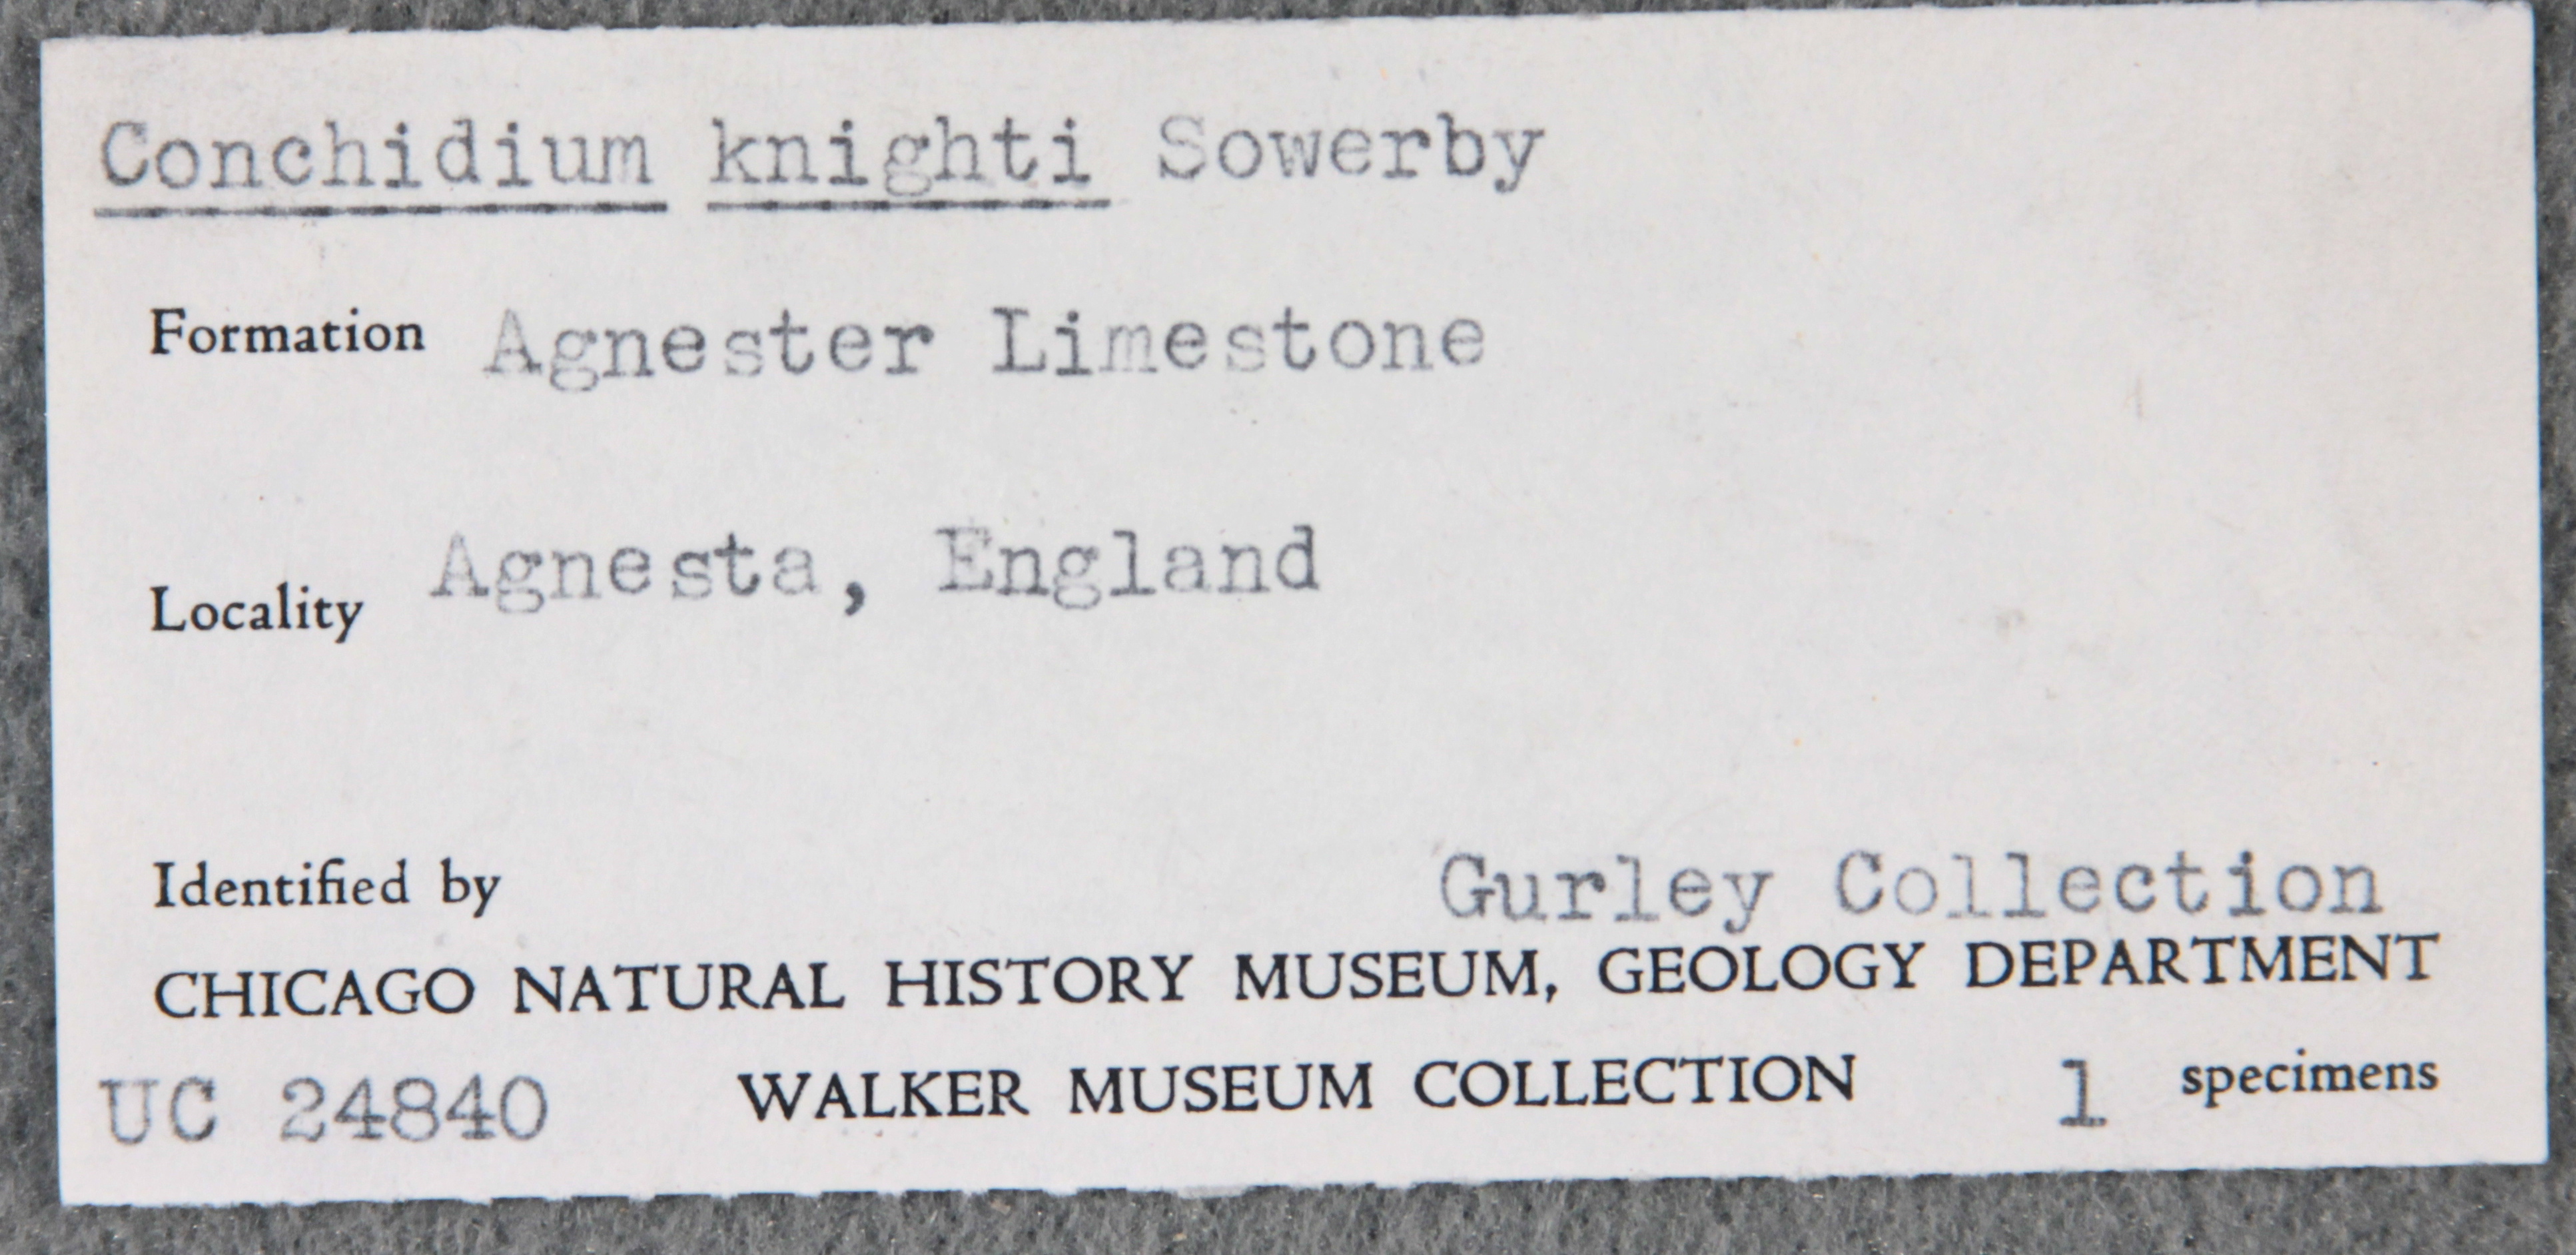 Conchidium knighti Sowerby
Formation Agnester Limestone
Locality Agnesta, England
Identified by Gurley Collection
CHICAGO NATURAL HISTORY MUSEUM, GEOLOGY DEPARTMENT
UC 24840 WALKER MUSEUM COLLECTION 1 specimens